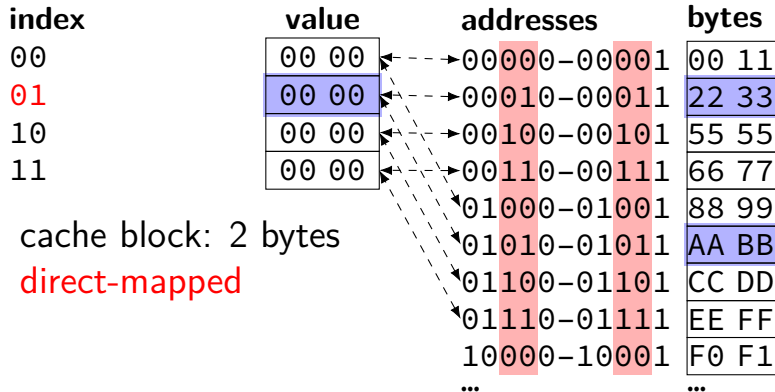 index value addresses bytes
00 00 00 00000-00001 00 11
01 00 00 00010-00011 22 33
10 00 00 00100-00101 55 55
11 00 00 00110-00111 66 77
01000-01001 88 99
cache block: 2 bytes 01010-01011 AA BB
direct-mapped 01100-01101 CC DD
01110-01111 EE FF
10000-10001 F0 F1
… …